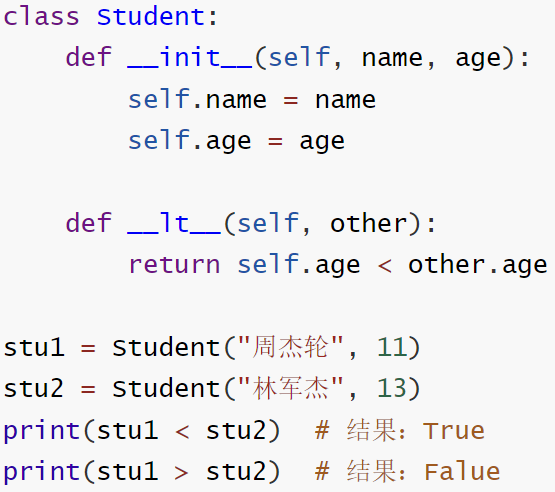 class Student:
    def __init__(self, name, age):
        self.name = name
        self.age = age

    def __lt__(self, other):
        return self.age < other.age

stu1 = Student("周杰轮", 11)
stu2 = Student("林军杰", 13)
print(stu1 < stu2)  # 结果：True
print(stu1 > stu2)  # 结果：Falue